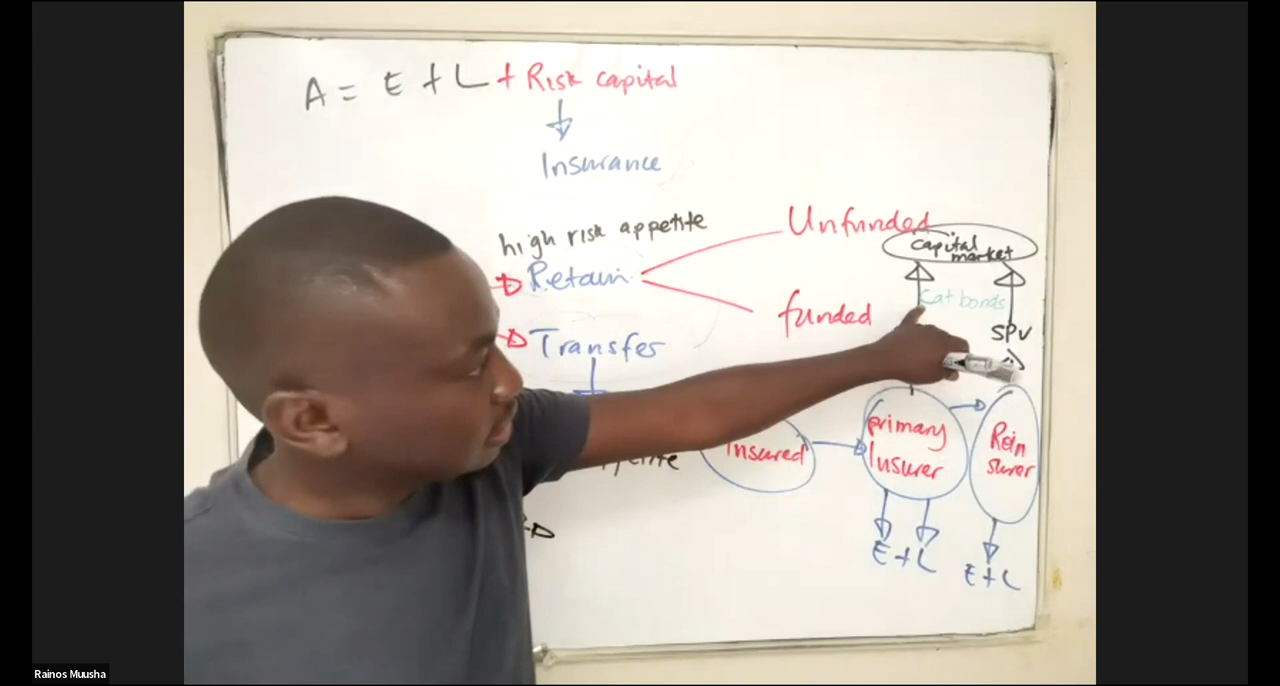 A = E + L + Risk capital
Insurance
high risk appetite
Retain
Unfunded
funded
capital
market
Cat bonds
SPV
Transfer
Insured
primary
Insurer
Rein
surer
E + L
E + L
Rainos Muusha